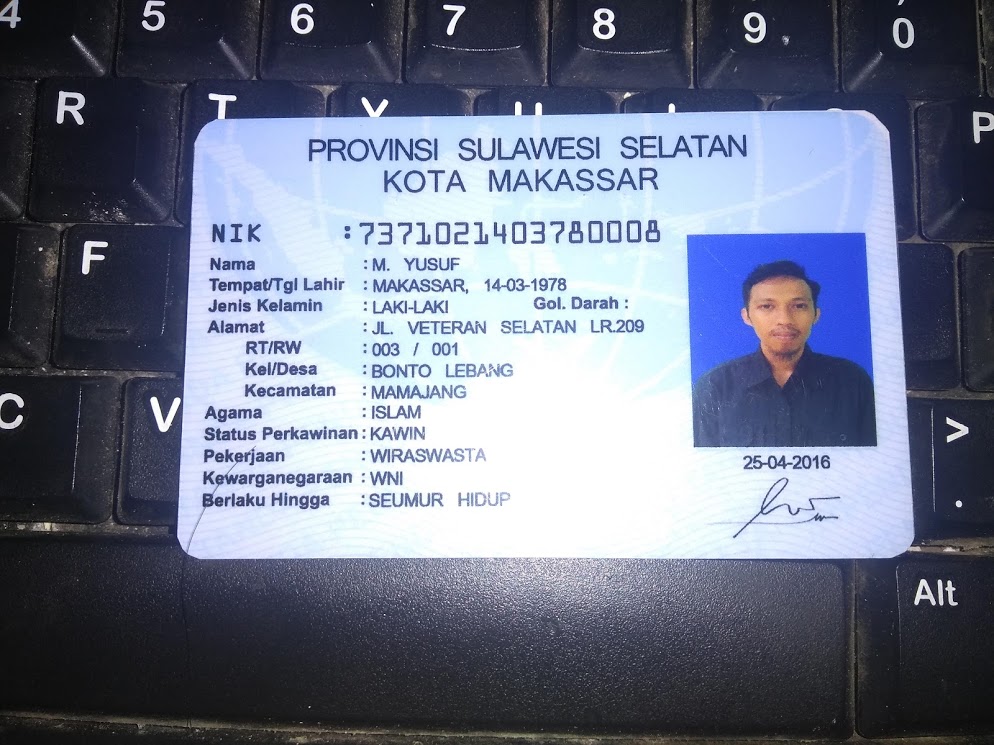 4 5 6 7 8 9 0
R T Y U I P
PROVINSI SULAWESI SELATAN
KOTA MAKASSAR
NIK :7371021403780008
Nama : M. YUSUF
Tempat/Tgl Lahir : MAKASSAR, 14-03-1978
Jenis Kelamin : LAKI-LAKI Gol. Darah :
Alamat : JL. VETERAN SELATAN LR.209
RT/RW : 003 / 001
Kel/Desa : BONTO LEBANG
Kecamatan : MAMAJANG
Agama : ISLAM
Status Perkawinan : KAWIN
Pekerjaan : WIRASWASTA
Kewarganegaraan : WNI
Berlaku Hingga : SEUMUR HIDUP
25-04-2016
F
C V > .
Alt